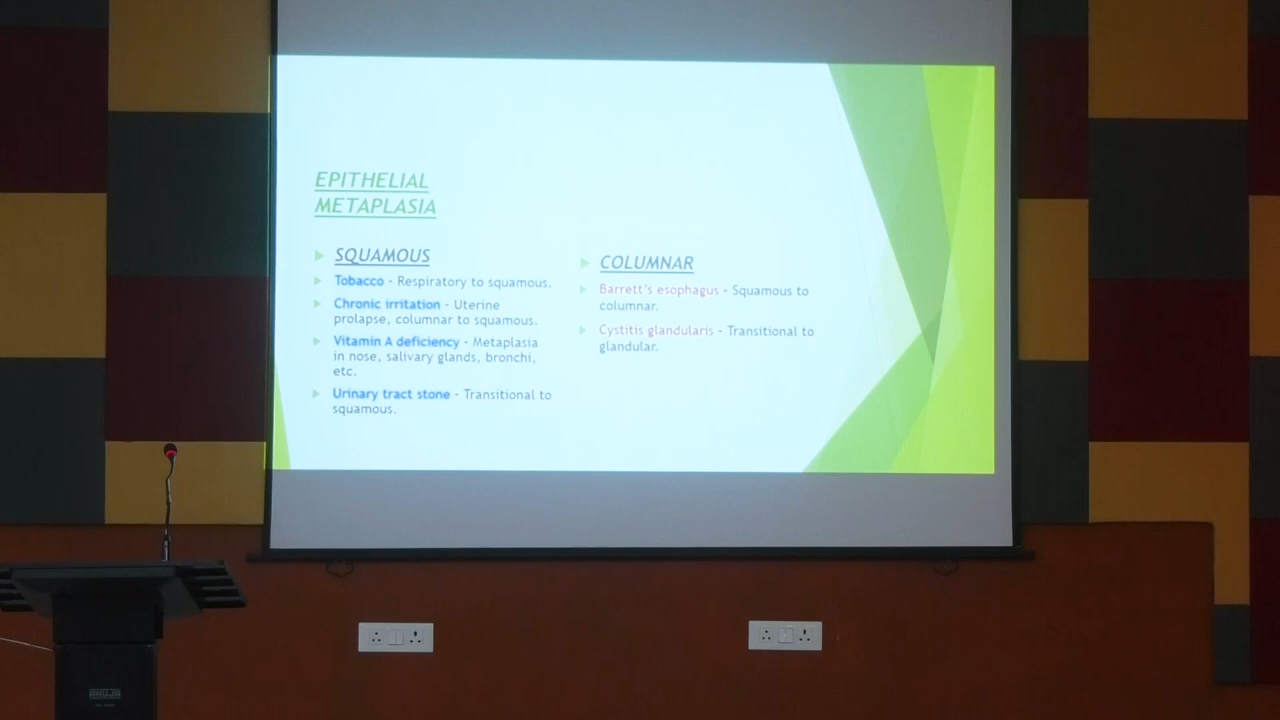 EPITHELIAL
METAPLASIA
SQUAMOUS
Tobacco - Respiratory to squamous.
Chronic irritation - Uterine
prolapse, columnar to squamous.
Vitamin A deficiency - Metaplasia
in nose, salivary glands, bronchi,
etc.
Urinary tract stone - Transitional to
squamous.
COLUMNAR
Barrett's esophagus - Squamous to
columnar.
Cystitis glandularis - Transitional to
glandular.
AHUJA